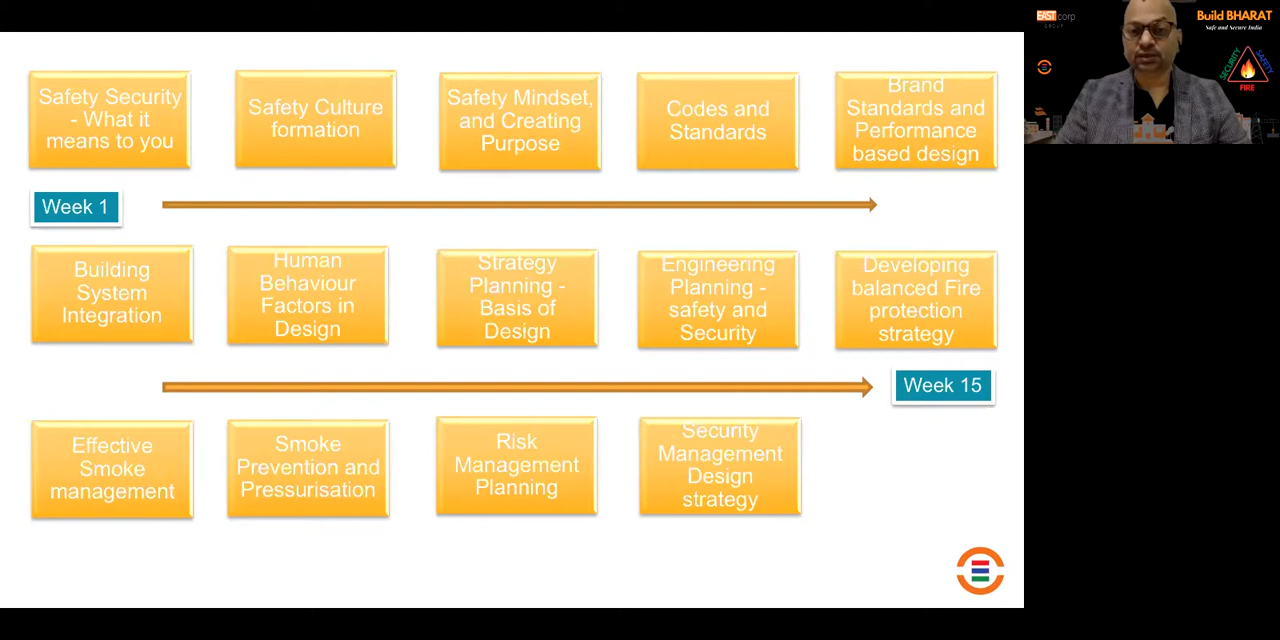 Safety Security
- What it
means to you
Safety Culture
formation
Safety Mindset,
and Creating
Purpose
Codes and
Standards
Brand
Standards and
Performance
based design
Week 1
Building
System
Integration
Human
Behaviour
Factors in
Design
Strategy
Planning -
Basis of
Design
Engineering
Planning -
safety and
Security
Developing
balanced Fire
protection
strategy
Week 15
Effective
Smoke
management
Smoke
Prevention and
Pressurisation
Risk
Management
Planning
Security
Management
Design
strategy
EAST corp
GROUP
Build BHARAT
Safe and Secure India
SECURITY
SAFETY
FIRE